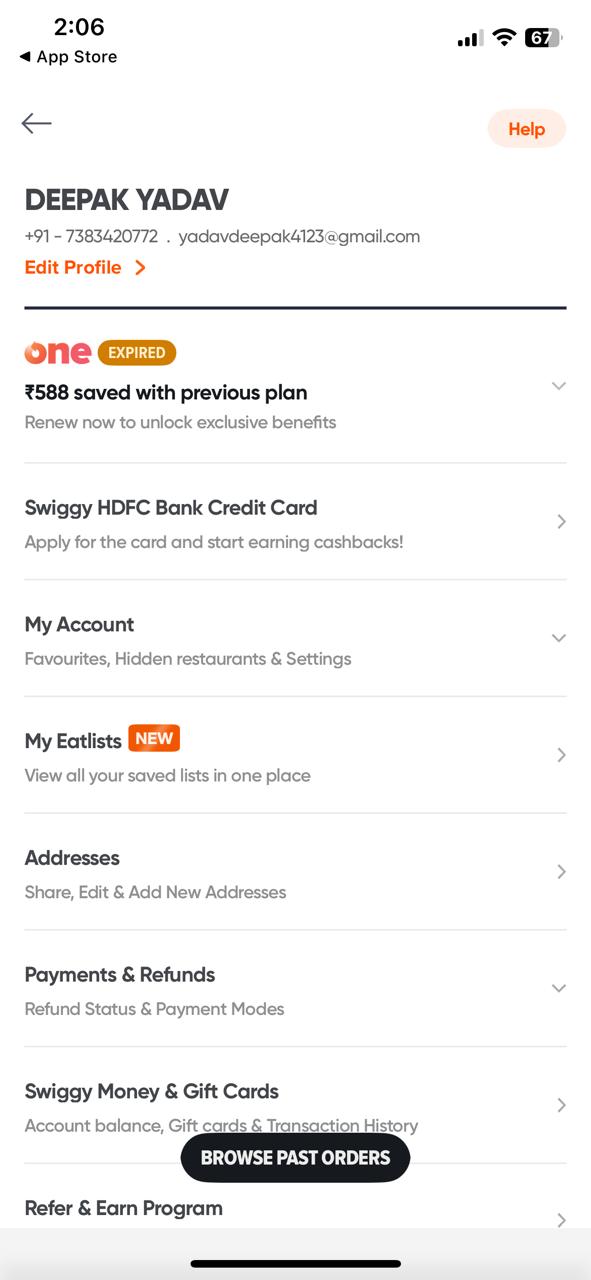 2:06
67
App Store
Help
DEEPAK YADAV
+91 - 7383420772 . yadavdeepak4123@gmail.com
Edit Profile
one EXPIRED
₹588 saved with previous plan
Renew now to unlock exclusive benefits
Swiggy HDFC Bank Credit Card
Apply for the card and start earning cashbacks!
My Account
Favourites, Hidden restaurants & Settings
My Eatlists NEW
View all your saved lists in one place
Addresses
Share, Edit & Add New Addresses
Payments & Refunds
Refund Status & Payment Modes
Swiggy Money & Gift Cards
Account balance, Gift cards & Transaction History
BROWSE PAST ORDERS
Refer & Earn Program